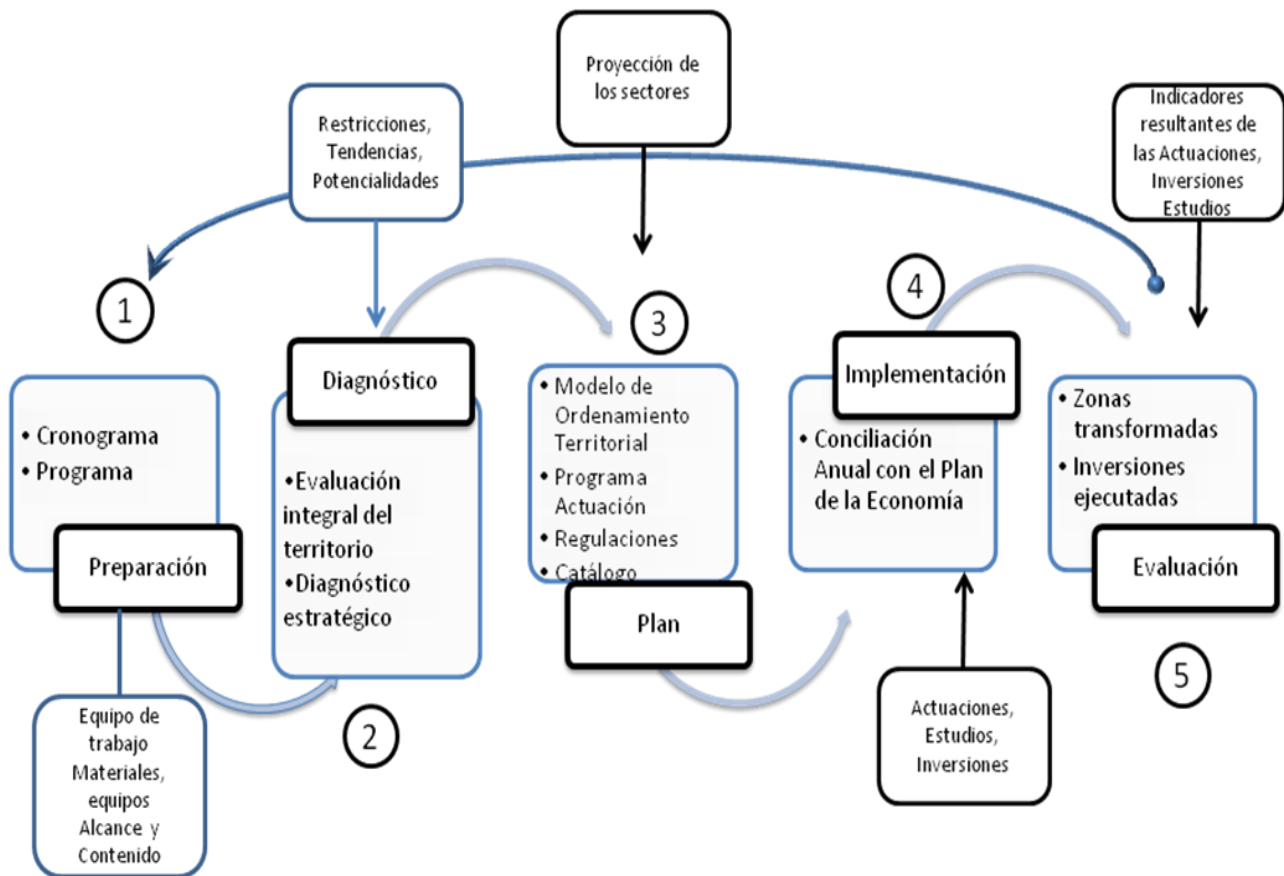 Proyección de
los sectores
Restricciones,
Tendencias,
Potencialidades
Indicadores
resultantes de
las Actuaciones,
Inversiones
Estudios
1
• Cronograma
• Programa
Preparación
Equipo de
trabajo
Materiales,
equipos
Alcance y
Contenido
Diagnóstico
•Evaluación
integral del
territorio
•Diagnóstico
estratégico
2
3
• Modelo de
Ordenamiento
Territorial
• Programa
Actuación
• Regulaciones
• Catálogo
Plan
4
Implementación
• Conciliación
Anual con el Plan
de la Economía
Actuaciones,
Estudios,
Inversiones
• Zonas
transformadas
• Inversiones
ejecutadas
Evaluación
5